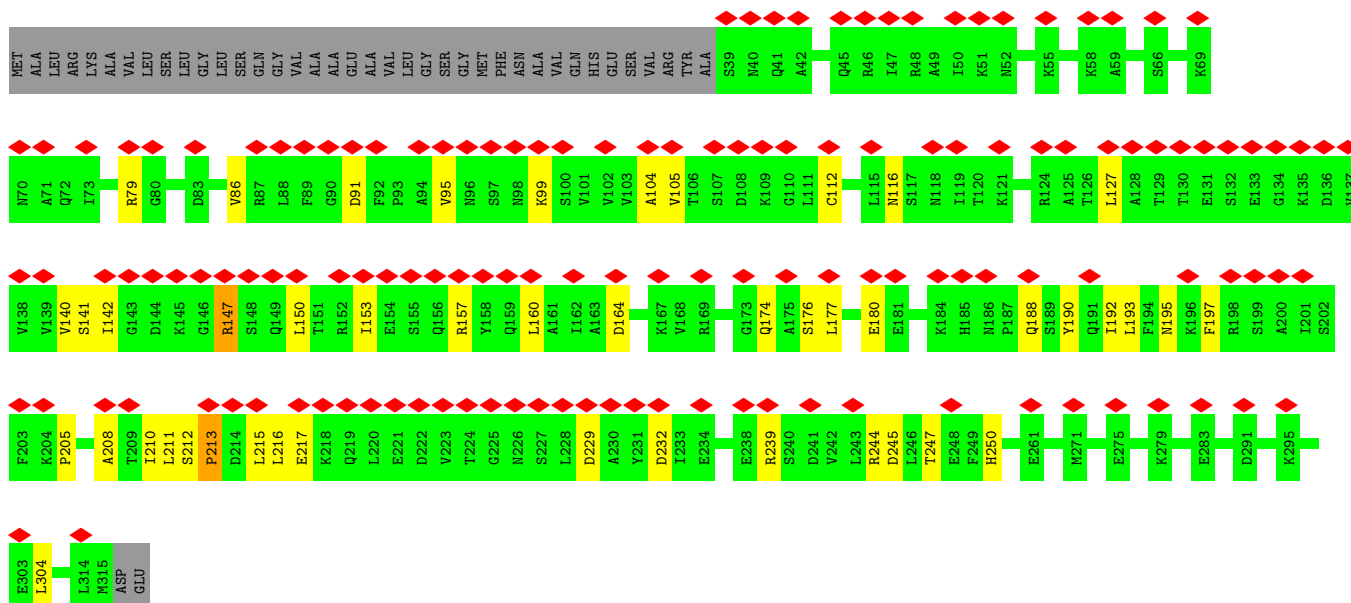 MET ALA LEU ARG LYS ALA VAL LEU SER LEU GLY LEU SER GLN GLY VAL ALA ALA GLU ALA VAL LEU GLY SER GLY MET PHE ASN ALA VAL GLN HIS GLU SER VAL ARG TYR ALA S39 N40 Q41 A42 Q45 R46 I47 R48 A49 I50 K51 N52 K55 K58 A59 S66 K69
N70 A71 Q72 I73 R79 G80 D83 V86 R87 L88 F89 G90 D91 F92 P93 A94 V95 N96 S97 N98 K99 S100 V101 V102 V103 A104 V105 T106 S107 D108 K109 G110 L111 C112 L115 N116 S117 N118 I119 T120 K121 R124 A125 T126 L127 A128 T129 T130 E131 S132 E133 G134 K135 D136 V137
V138 V139 V140 S141 I142 G143 D144 K145 G146 R147 S148 Q149 L150 T151 R152 I153 E154 S155 Q156 R157 Y158 Q159 L160 A161 I162 A163 D164 K167 V168 R169 G173 Q174 A175 S176 L177 E180 E181 K184 H185 N186 P187 Q188 S189 Y190 Q191 I192 L193 F194 N195 K196 F197 R198 S199 A200 I201 S202
F203 K204 P205 A208 T209 I210 L211 S212 P213 D214 L215 L216 E217 K218 Q219 L220 E221 D222 V223 T224 G225 N226 S227 L228 D229 A230 Y231 D232 I233 E234 E238 R239 S240 D241 V242 L243 R244 D245 L246 T247 E248 F249 H250 E261 M271 E275 K279 E283 D291 K295
E303 L304 L314 M315 ASP GLU